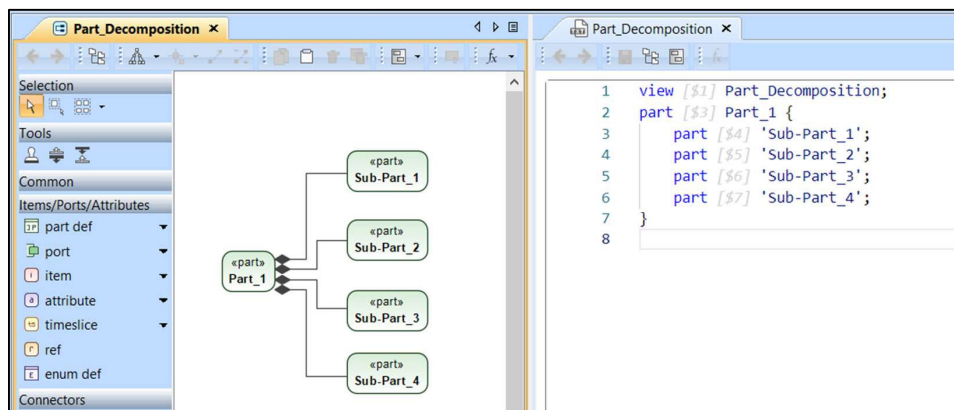 Part_Decomposition
Selection
Tools
Common
Items/Ports/Attributes
part def
port
item
attribute
timeslice
ref
enum def
Connectors
fx
«part»
Part_1
«part»
Sub-Part_1
«part»
Sub-Part_2
«part»
Sub-Part_3
«part»
Sub-Part_4
Part_Decomposition
1 view [$1] Part_Decomposition;
2 part [$3] Part_1 {
3 part [$4] 'Sub-Part_1';
4 part [$5] 'Sub-Part_2';
5 part [$6] 'Sub-Part_3';
6 part [$7] 'Sub-Part_4';
7 }
8